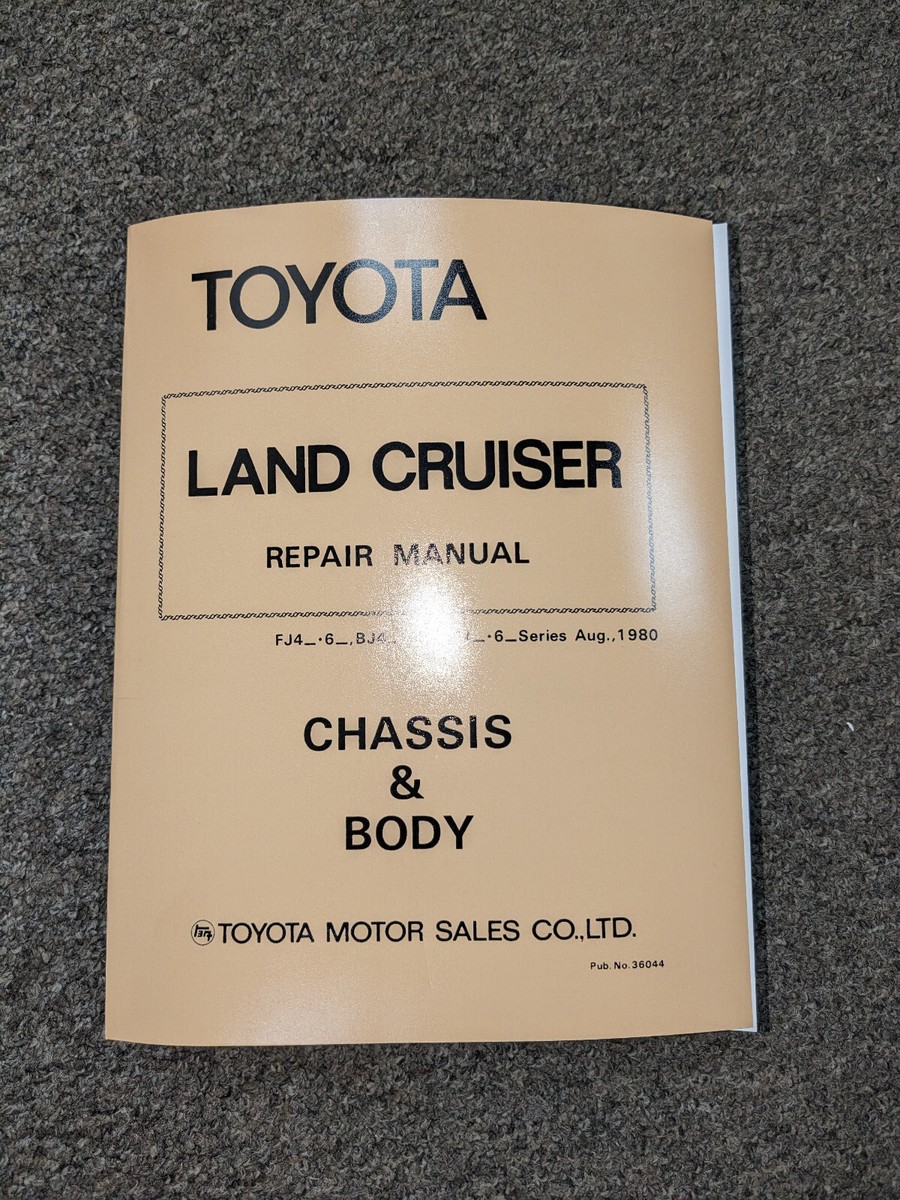 TOYOTA
LAND CRUISER
REPAIR MANUAL
FJ4_·6_,BJ4_ ·6_Series Aug.,1980
CHASSIS
&
BODY
TOYOTA MOTOR SALES CO.,LTD.
Pub. No. 36044